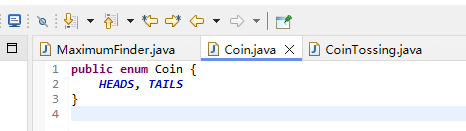 MaximumFinder.java Coin.java CoinTossing.java
1 public enum Coin {
2 HEADS, TAILS
3 }
4